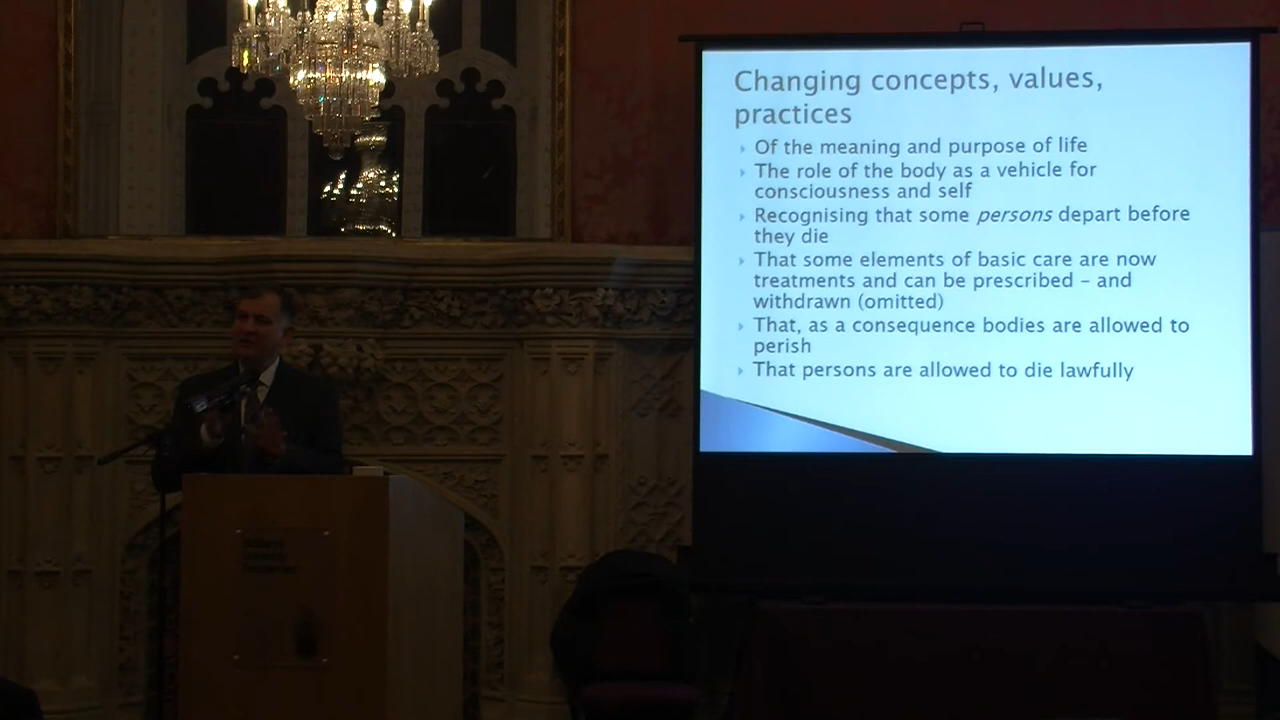 Changing concepts, values,
practices
Of the meaning and purpose of life
The role of the body as a vehicle for
consciousness and self
Recognising that some persons depart before
they die
That some elements of basic care are now
treatments and can be prescribed – and
withdrawn (omitted)
That, as a consequence bodies are allowed to
perish
That persons are allowed to die lawfully